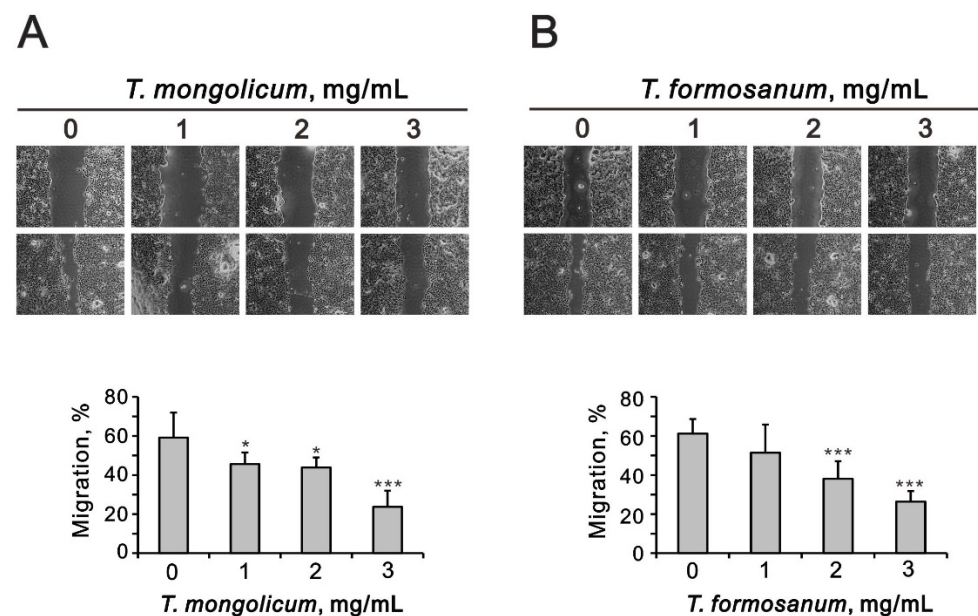 A
T. mongolicum, mg/mL
0 1 2 3
80
60
40
20
0
Migration, %
* * ***
0 1 2 3
T. mongolicum, mg/mL
B
T. formosanum, mg/mL
0 1 2 3
80
60
40
20
0
Migration, %
*** ***
0 1 2 3
T. formosanum, mg/mL